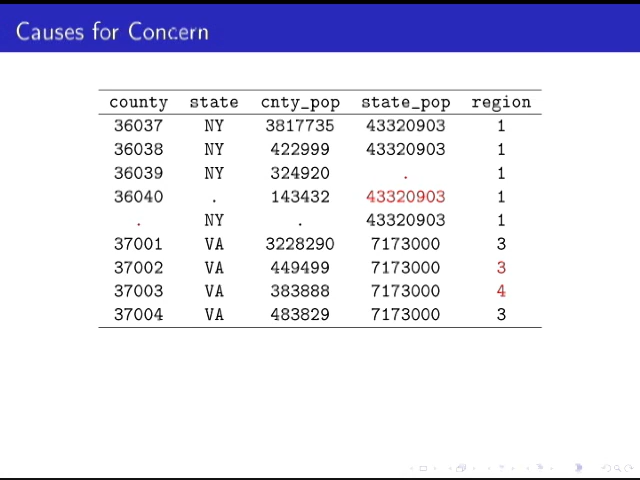 Causes for Concern
county state cnty_pop state_pop region
36037 NY 3817735 43320903 1
36038 NY 422999 43320903 1
36039 NY 324920 . 1
36040 . 143432 43320903 1
. NY . 43320903 1
37001 VA 3228290 7173000 3
37002 VA 449499 7173000 3
37003 VA 383888 7173000 4
37004 VA 483829 7173000 3